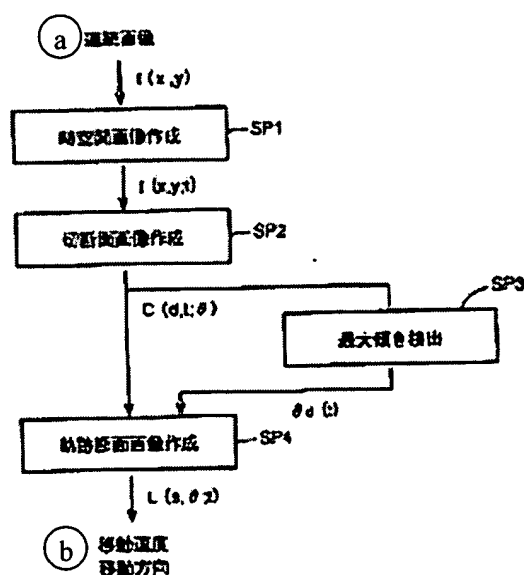 a 連続画像
f (x,y)
時空間画像作成 SP1
I (x,y,t)
切断面画像作成 SP2
C (d,t;θ)
SP3
最大傾き検出
θd (t)
軌跡断面画像作成 SP4
L (s,θ;t)
b 移動速度
移動方向